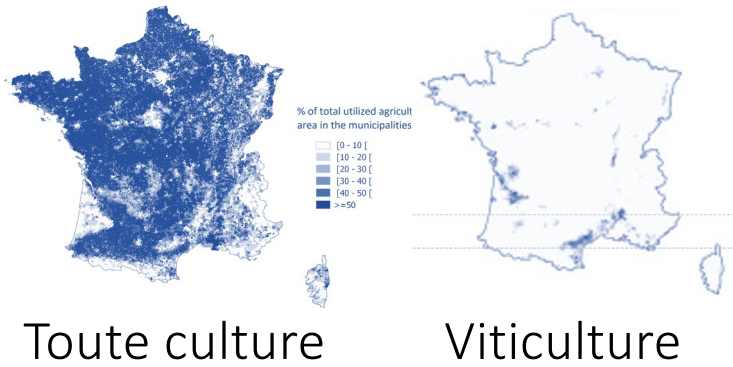 % of total utilized agricult
area in the municipalities
[0 - 10 [
[10 - 20 [
[20 - 30 [
[30 - 40 [
[40 - 50 [
>=50
Toute culture
Viticulture